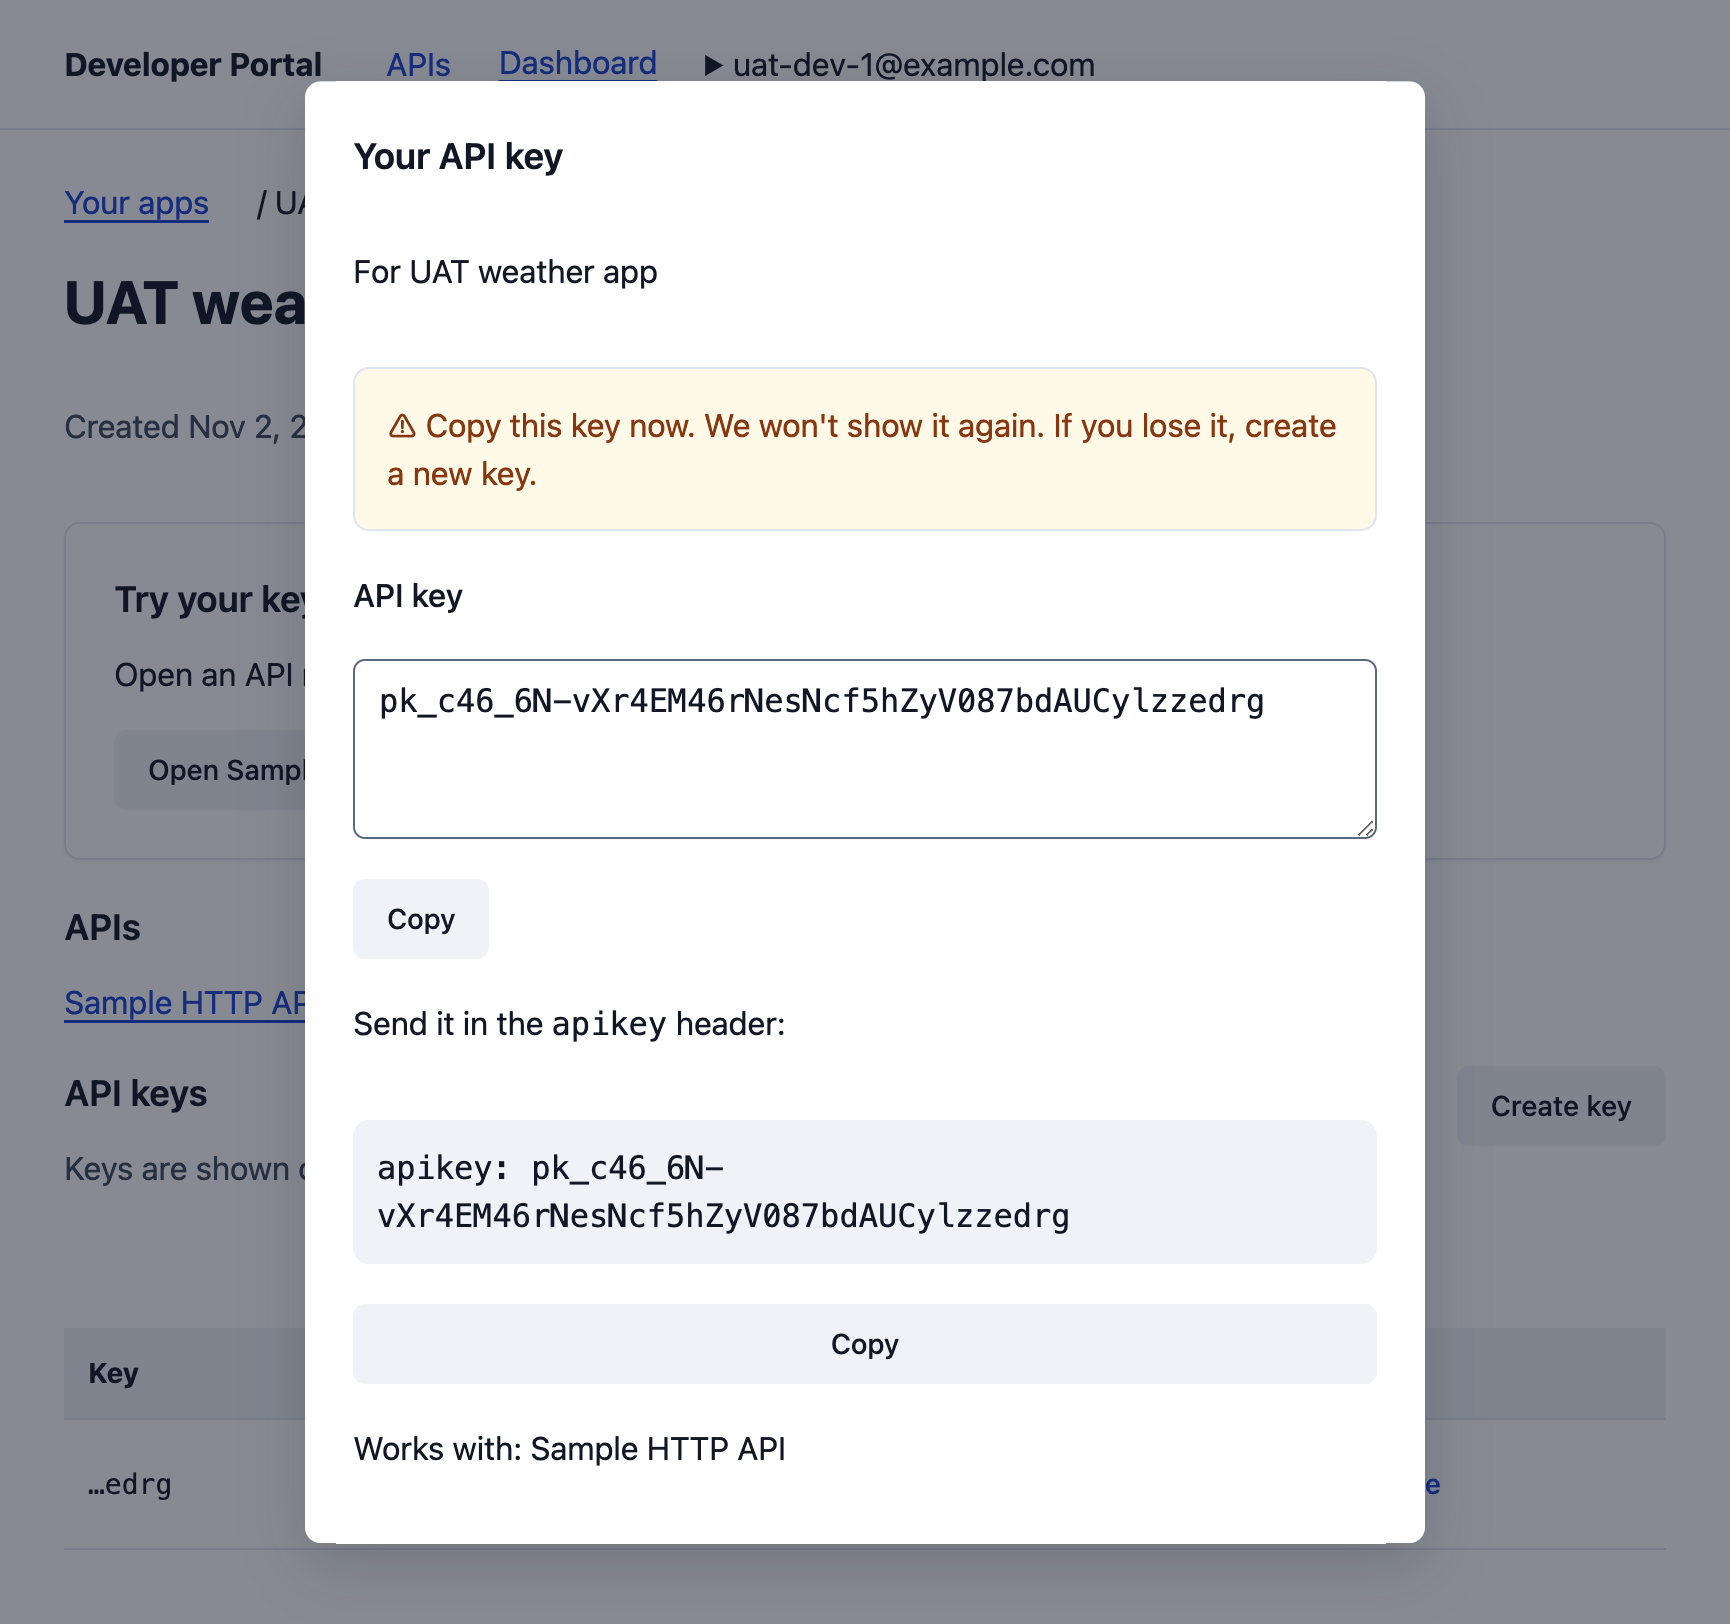 Developer Portal APIs Dashboard ▶ uat-dev-1@example.com
Your API key
Your apps / UA
For UAT weather app
UAT wea
⚠ Copy this key now. We won't show it again. If you lose it, create
a new key.
Created Nov 2, 2
API key
Try your key
Open an API
pk_c46_6N-vXr4EM46rNesNcf5hZyV087bdAUCylzzedrg
Open Sampl
Copy
APIs
Sample HTTP AP
Send it in the apikey header:
API keys
Create key
Keys are shown
apikey: pk_c46_6N-
vXr4EM46rNesNcf5hZyV087bdAUCylzzedrg
Copy
Key
Works with: Sample HTTP API
…edrg
e